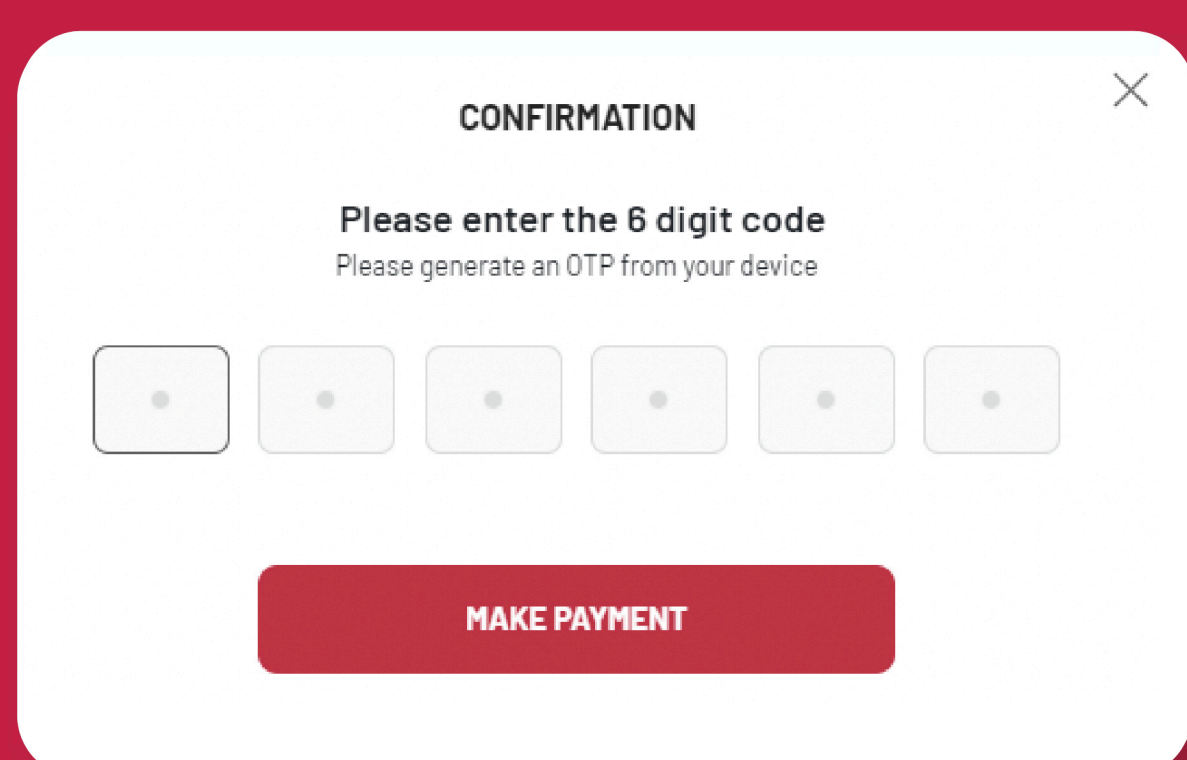 CONFIRMATION
Please enter the 6 digit code
Please generate an OTP from your device
MAKE PAYMENT